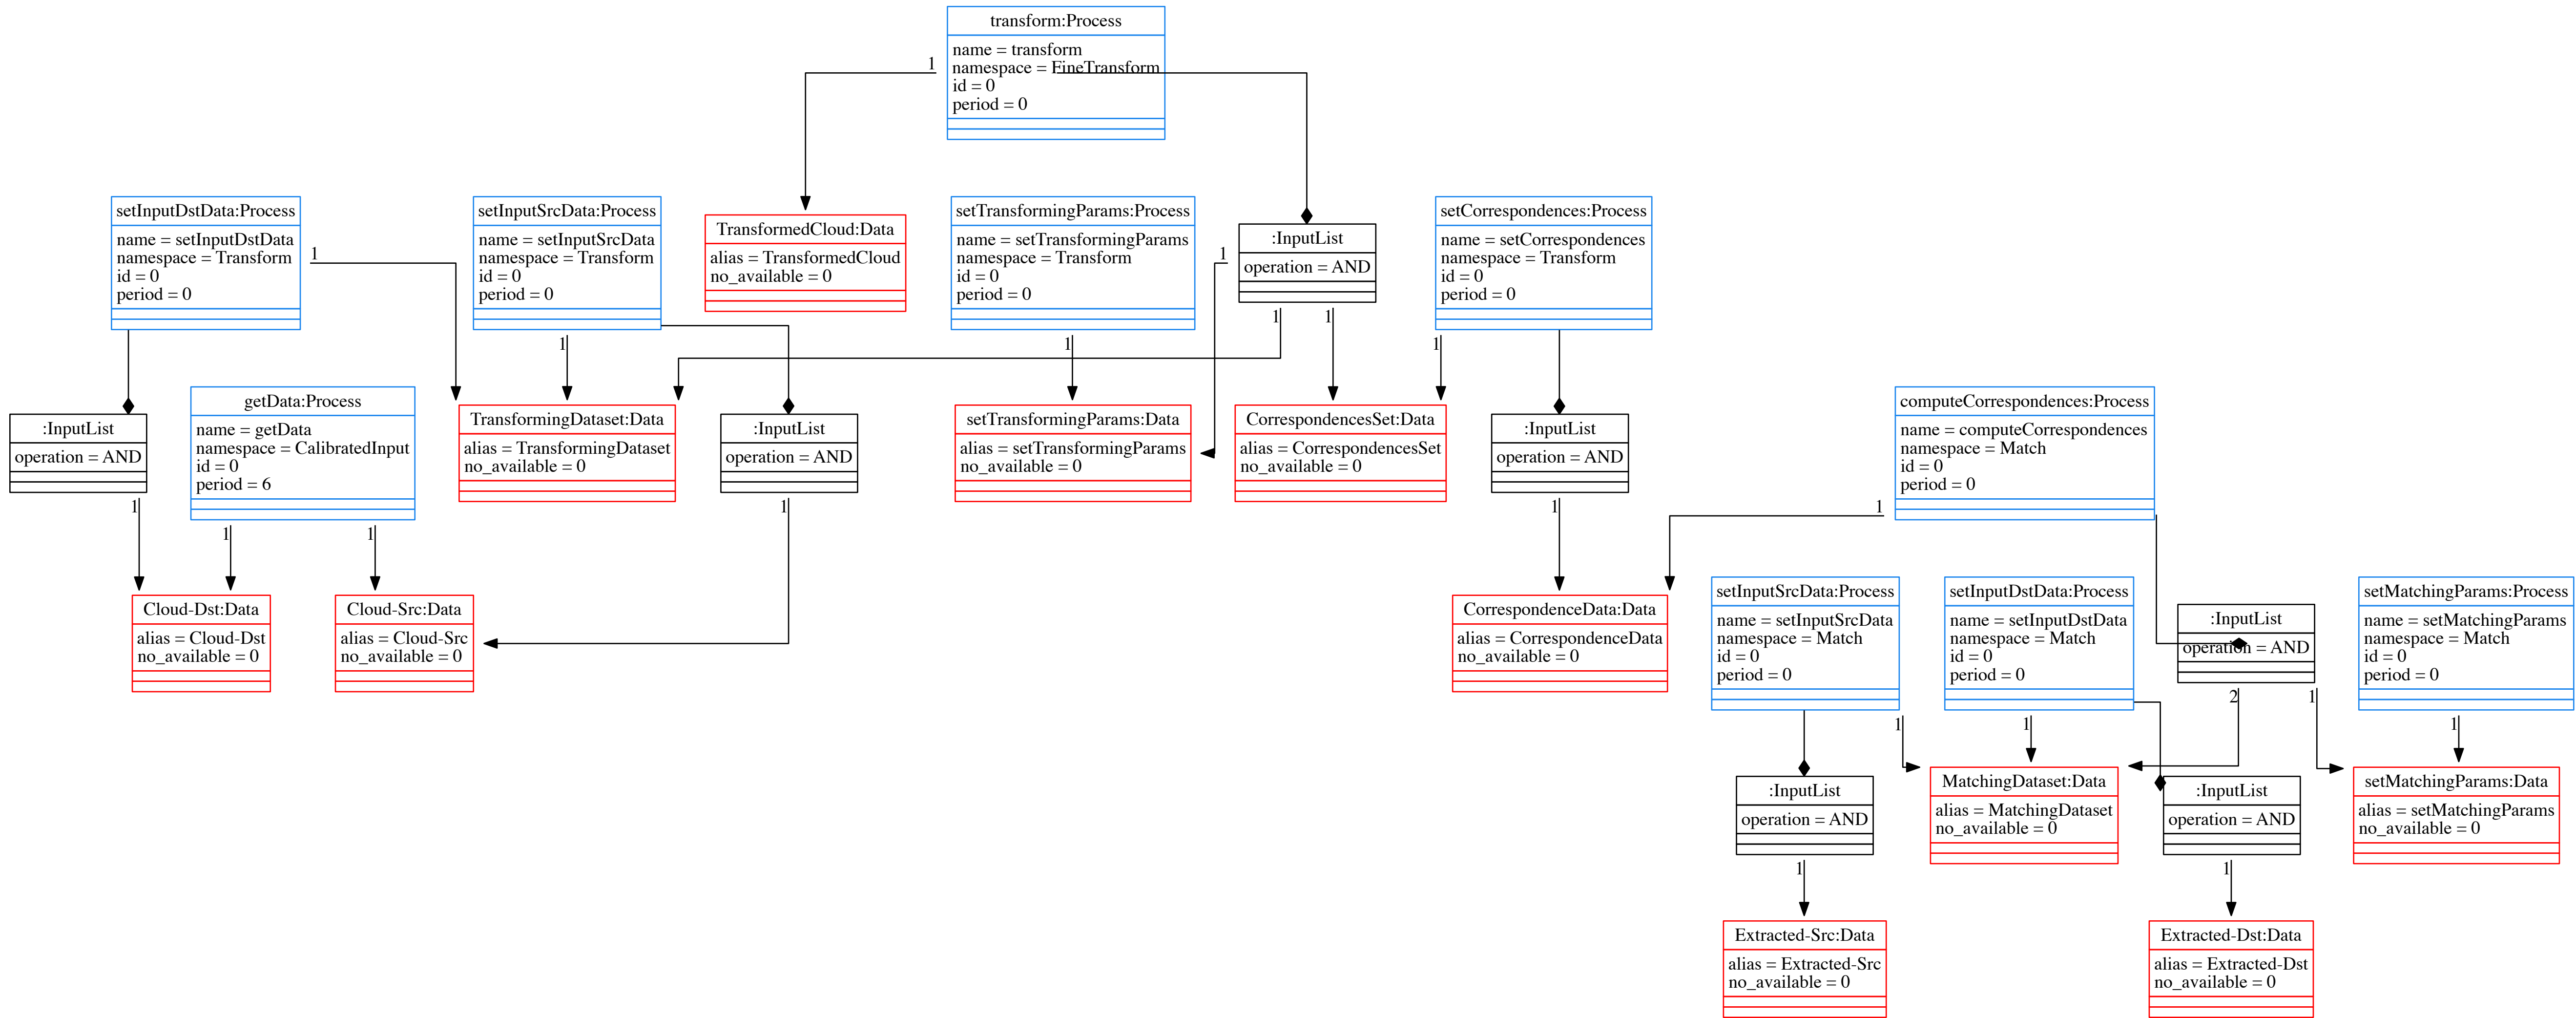 transform:Process
name = transform
namespace = FineTransform
id = 0
period = 0
1
setInputDstData:Process
name = setInputDstData
namespace = Transform
id = 0
period = 0
1
setInputSrcData:Process
name = setInputSrcData
namespace = Transform
id = 0
period = 0
1
TransformedCloud:Data
alias = TransformedCloud
no_available = 0
setTransformingParams:Process
name = setTransformingParams
namespace = Transform
id = 0
period = 0
1
:InputList
operation = AND
1
1
1
setCorrespondences:Process
name = setCorrespondences
namespace = Transform
id = 0
period = 0
1
:InputList
operation = AND
1
getData:Process
name = getData
namespace = CalibratedInput
id = 0
period = 6
1
1
TransformingDataset:Data
alias = TransformingDataset
no_available = 0
:InputList
operation = AND
1
setTransformingParams:Data
alias = setTransformingParams
no_available = 0
CorrespondencesSet:Data
alias = CorrespondencesSet
no_available = 0
:InputList
operation = AND
1
computeCorrespondences:Process
name = computeCorrespondences
namespace = Match
id = 0
period = 0
1
Cloud-Dst:Data
alias = Cloud-Dst
no_available = 0
Cloud-Src:Data
alias = Cloud-Src
no_available = 0
CorrespondenceData:Data
alias = CorrespondenceData
no_available = 0
setInputSrcData:Process
name = setInputSrcData
namespace = Match
id = 0
period = 0
1
setInputDstData:Process
name = setInputDstData
namespace = Match
id = 0
period = 0
1
:InputList
operation = AND
2
1
setMatchingParams:Process
name = setMatchingParams
namespace = Match
id = 0
period = 0
1
:InputList
operation = AND
1
MatchingDataset:Data
alias = MatchingDataset
no_available = 0
:InputList
operation = AND
1
setMatchingParams:Data
alias = setMatchingParams
no_available = 0
Extracted-Src:Data
alias = Extracted-Src
no_available = 0
Extracted-Dst:Data
alias = Extracted-Dst
no_available = 0